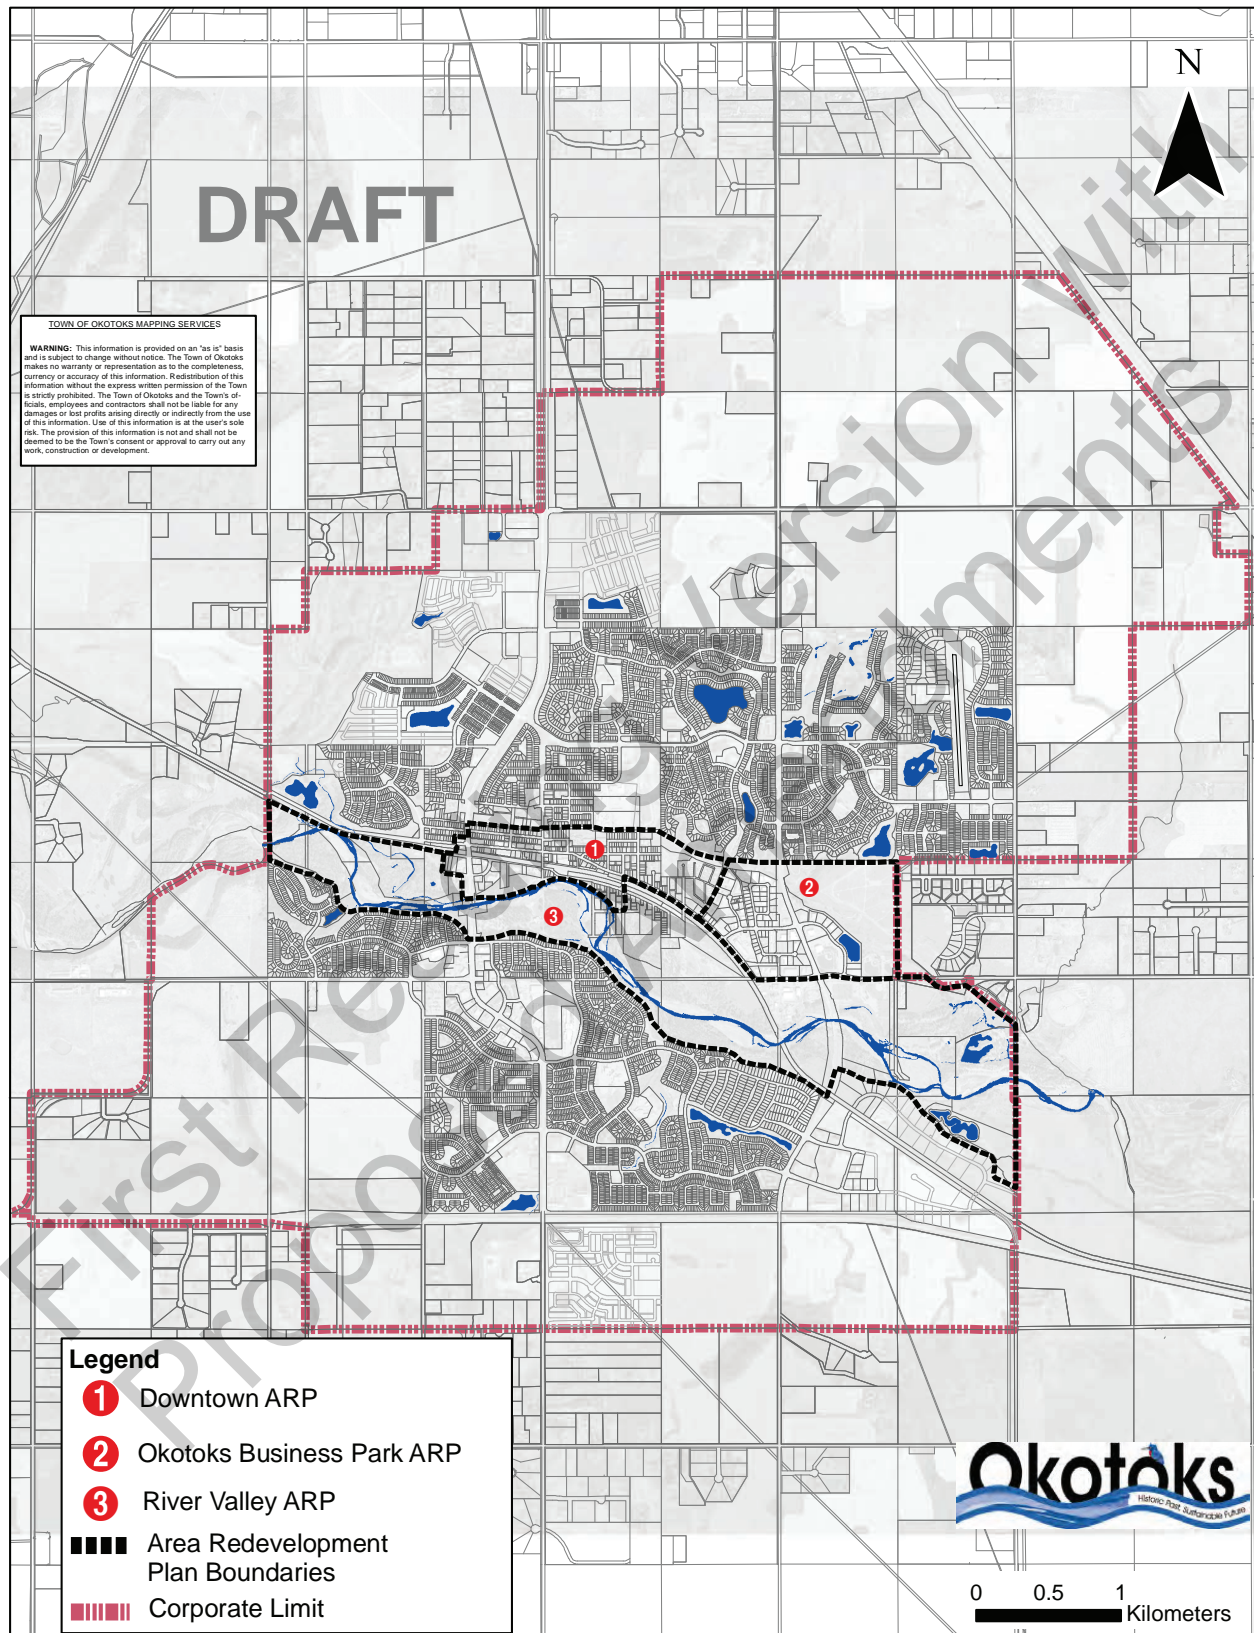 N
DRAFT
TOWN OF OKOTOKS MAPPING SERVICES
WARNING: This information is provided on an "as is" basis
and is subject to change without notice. The Town of Okotoks
makes no warranty or representation as to the completeness,
currency or accuracy of this information. Redistribution of this
information without the express written permission of the Town
is strictly prohibited. The Town of Okotoks and the Town's of-
ficials, employees and contractors shall not be liable for any
damages or lost profits arising directly or indirectly from the use
of this information. Use of this information is at the user's sole
risk. The provision of this information is not and shall not be
deemed to be the Town's consent or approval to carry out any
work, construction or development.
First Reading Version with
Proposed Amendments
1
2
3
Legend
1 Downtown ARP
2 Okotoks Business Park ARP
3 River Valley ARP
Area Redevelopment
Plan Boundaries
Corporate Limit
Okotoks
Historic Past, Sustainable Future
0 0.5 1
Kilometers